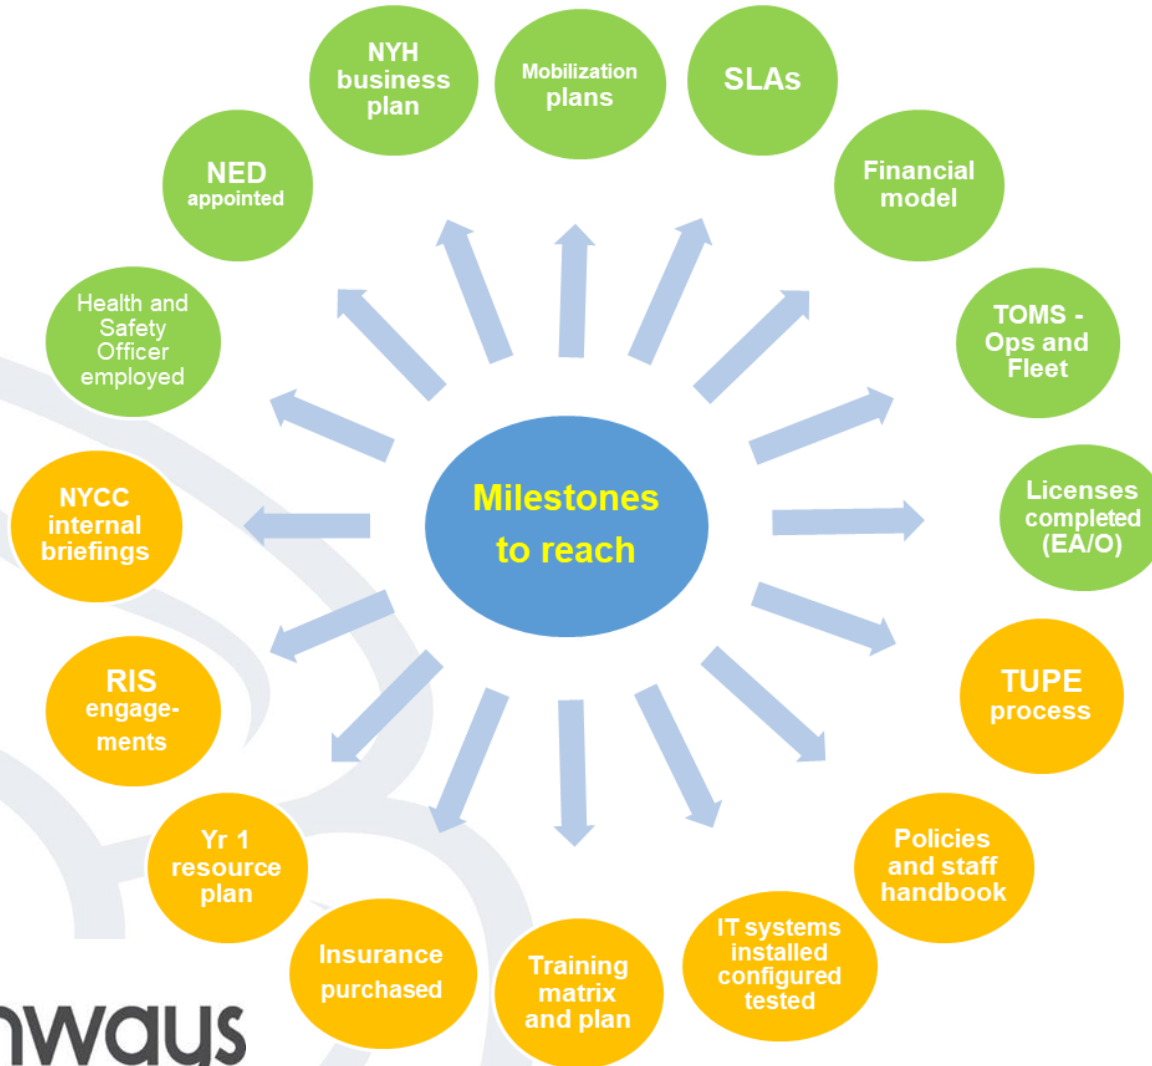 NYH
business
plan
Mobilization
plans
SLAs
Financial
model
NED
appointed
TOMS -
Ops and
Fleet
Health and
Safety
Officer
employed
Licenses
completed
(EA/O)
NYCC
internal
briefings
Milestones
to reach
TUPE
process
RIS
engage-
ments
Policies
and staff
handbook
Yr 1
resource
plan
IT systems
installed
configured
tested
Insurance
purchased
Training
matrix
and plan